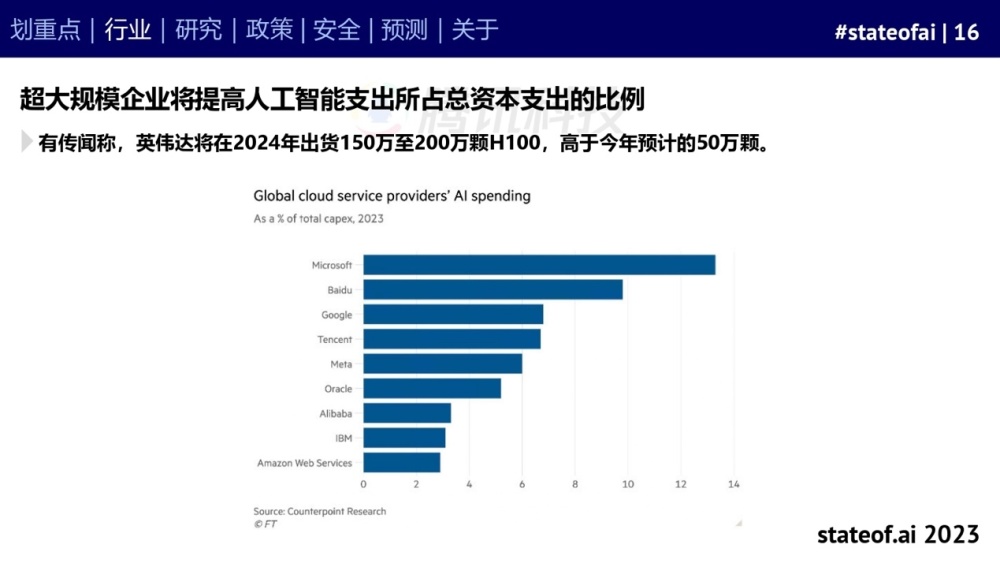 划重点 | 行业 | 研究 | 政策 | 安全 | 预测 | 关于
#stateofai | 16
超大规模企业将提高人工智能支出所占总资本支出的比例
腾讯科技
有传闻称，英伟达将在2024年出货150万至200万颗H100，高于今年预计的50万颗。
Global cloud service providers' AI spending
As a % of total capex, 2023
Microsoft
Baidu
Google
Tencent
Meta
Oracle
Alibaba
IBM
Amazon Web Services
0 2 4 6 8 10 12 14
Source: Counterpoint Research
© FT
stateof.ai 2023